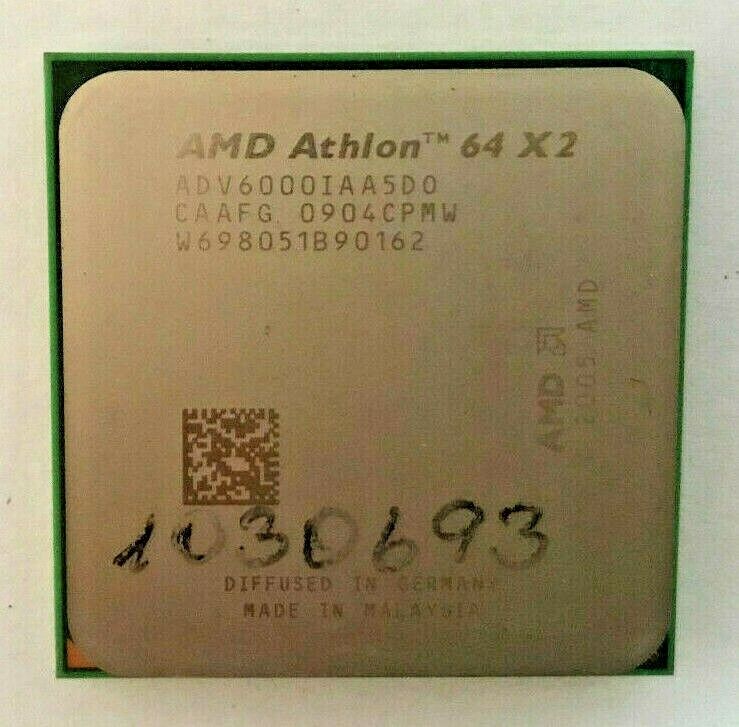 AMD Athlon™ 64 X2
ADV6000IAA5DO
CAAFG 0904CPMW
W698051B90162
AMD
2005 AMD
1030693
DIFFUSED IN GERMANY
MADE IN MALAYSIA